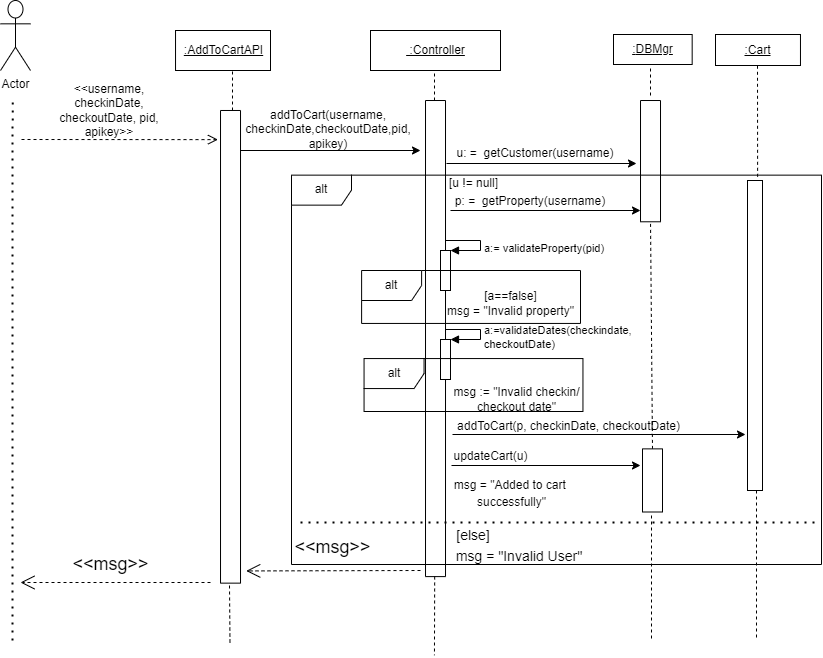 :AddToCartAPI
:Controller
:DBMgr
:Cart
Actor
<<username,
checkinDate,
checkoutDate, pid,
apikey>>
addToCart(username,
checkinDate,checkoutDate,pid,
apikey)
u: = getCustomer(username)
alt
[u != null]
p: = getProperty(username)
a:= validateProperty(pid)
alt
[a==false]
msg = "Invalid property"
a:=validateDates(checkindate,
checkoutDate)
alt
msg := "Invalid checkin/
checkout date"
addToCart(p, checkinDate, checkoutDate)
updateCart(u)
msg = "Added to cart
successfully"
[else]
<<msg>>
msg = "Invalid User"
<<msg>>